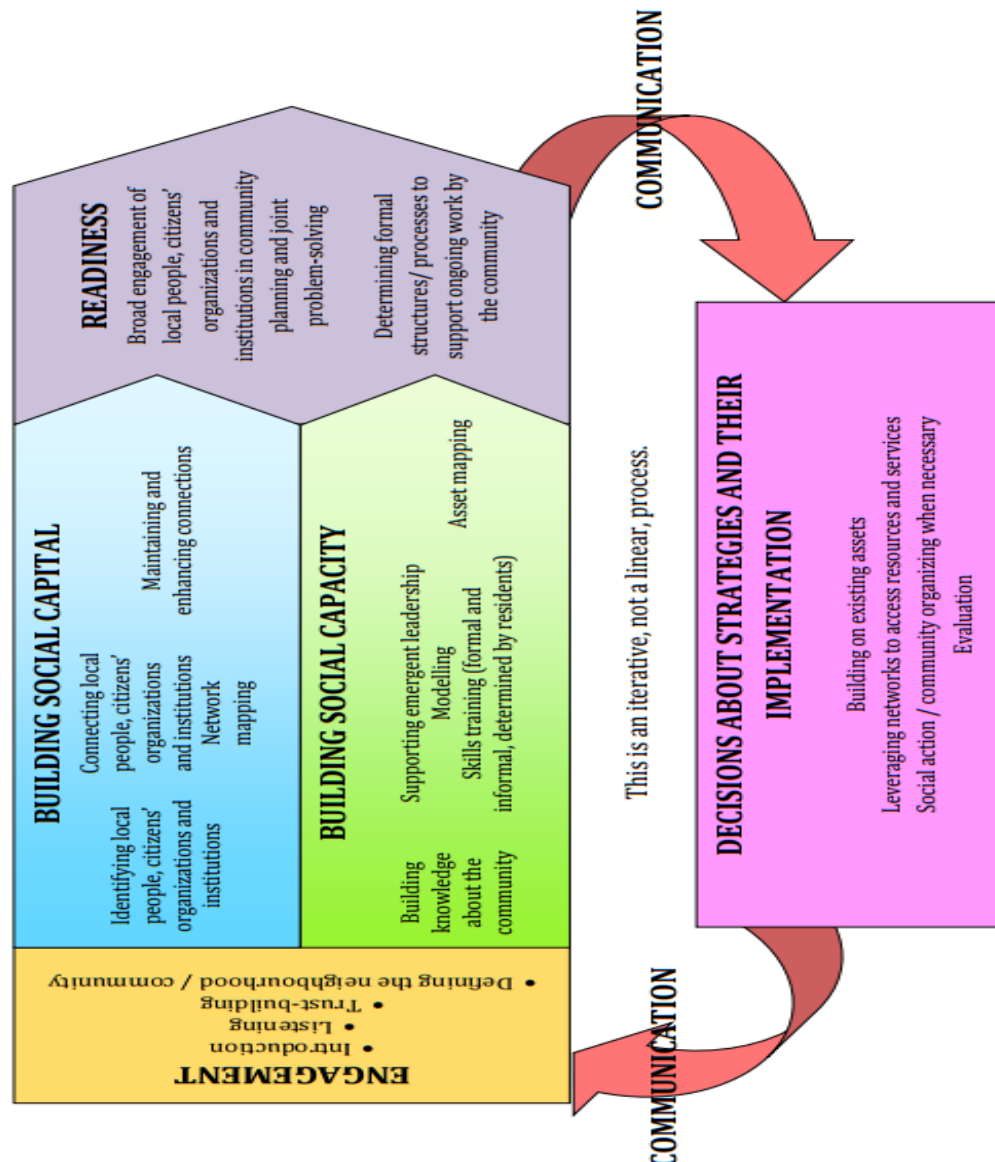 ENGAGEMENT
• Introduction
• Listening
• Trust-building
• Defining the neighbourhood / community
BUILDING SOCIAL CAPITAL
Identifying local
people, citizens'
organizations and
institutions
Connecting local
people, citizens'
organizations
and institutions
Network
mapping
Maintaining and
enhancing connections
BUILDING SOCIAL CAPACITY
Building
knowledge
about the
community
Supporting emergent leadership
Modelling
Skills training (formal and
informal, determined by residents)
Asset mapping
READINESS
Broad engagement of
local people, citizens'
organizations and
institutions in community
planning and joint
problem-solving
Determining formal
structures/ processes to
support ongoing work by
the community
COMMUNICATION
This is an iterative, not a linear, process.
DECISIONS ABOUT STRATEGIES AND THEIR
IMPLEMENTATION
Building on existing assets
Leveraging networks to access resources and services
Social action / community organizing when necessary
Evaluation
COMMUNICATION